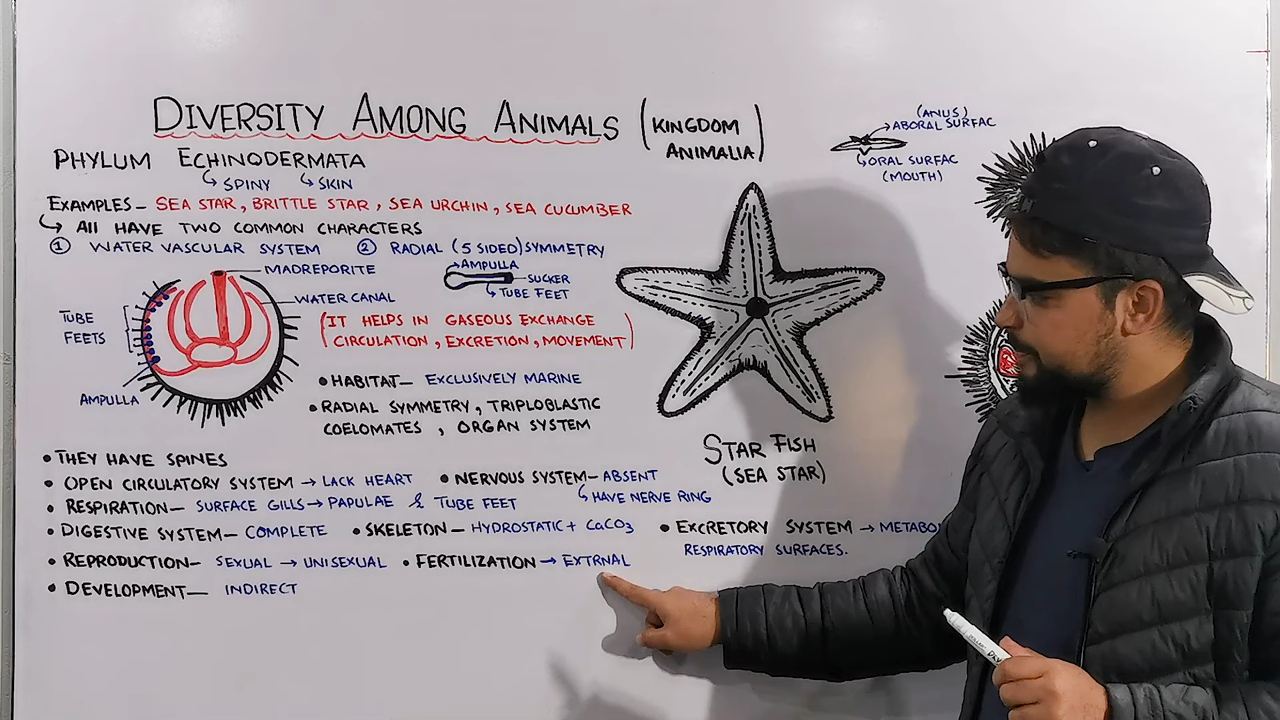 DIVERSITY AMONG ANIMALS (KINGDOM ANIMALIA)
(ANUS)
ABORAL SURFAC
ORAL SURFAC
(MOUTH)
PHYLUM ECHINODERMATA
SPINY SKIN
EXAMPLES- SEA STAR, BRITTLE STAR, SEA URCHIN, SEA CUCUMBER
All HAVE TWO COMMON CHARACTERS
① WATER VASCULAR SYSTEM ② RADIAL (5 SIDED) SYMMETRY
MADREPORITE
WATER CANAL
TUBE FEETS
AMPULLA
AMPULLA
SUCKER
TUBE FEET
(IT HELPS IN GASEOUS EXCHANGE
CIRCULATION, EXCRETION, MOVEMENT)
• HABITAT- EXCLUSIVELY MARINE
• RADIAL SYMMETRY, TRIPLOBLASTIC
COELOMATES, ORGAN SYSTEM
STAR FISH
(SEA STAR)
• THEY HAVE SPINES
• OPEN CIRCULATORY SYSTEM → LACK HEART • NERVOUS SYSTEM- ABSENT
HAVE NERVE RING
• RESPIRATION- SURFACE GILLS → PAPULAE & TUBE FEET
• DIGESTIVE SYSTEM- COMPLETE • SKELETON- HYDROSTATIC + CaCO3 • EXCRETORY SYSTEM →
RESPIRATORY SURFACES.
• REPRODUCTION- SEXUAL → UNISEXUAL • FERTILIZATION → EXTRNAL
• DEVELOPMENT- INDIRECT